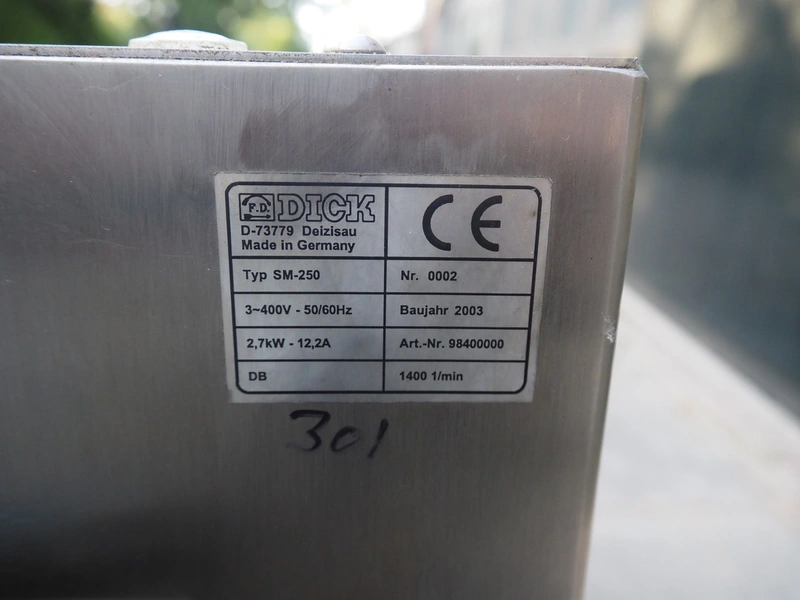 F.D. DICK
D-73779 Deizisau
Made in Germany
CE
Typ SM-250
Nr. 0002
3~400V - 50/60Hz
Baujahr 2003
2,7kW - 12,2A
Art.-Nr. 98400000
DB
1400 1/min
301